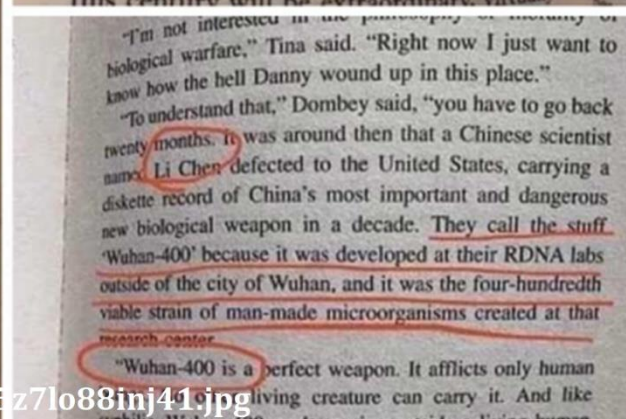 "I'm not interested in the philosophy or morality of
biological warfare," Tina said. "Right now I just want to
know how the hell Danny wound up in this place."
"To understand that," Dombey said, "you have to go back
twenty months. It was around then that a Chinese scientist
named Li Chen defected to the United States, carrying a
diskette record of China's most important and dangerous
new biological weapon in a decade. They call the stuff
'Wuhan-400' because it was developed at their RDNA labs
outside of the city of Wuhan, and it was the four-hundredth
viable strain of man-made microorganisms created at that
research center.
"Wuhan-400 is a perfect weapon. It afflicts only human
living creature can carry it. And like
5z7lo88inj41.jpg